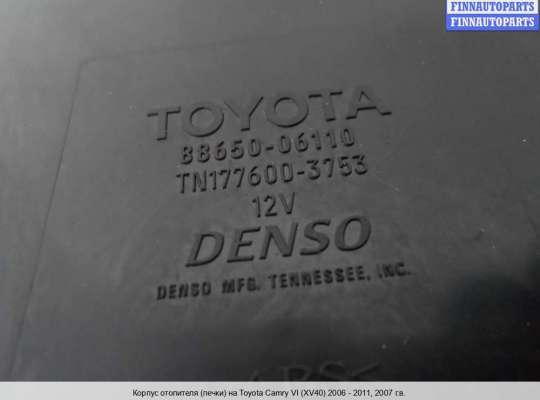 FINNAUTOPARTS
FINNAUTOPARTS
TOYOTA
88650-06110
TN177600-3753
12V
DENSO
DENSO MFG. TENNESSEE, INC.
Корпус отопителя (печки) на Toyota Camry VI (XV40) 2006 - 2011, 2007 г.в.